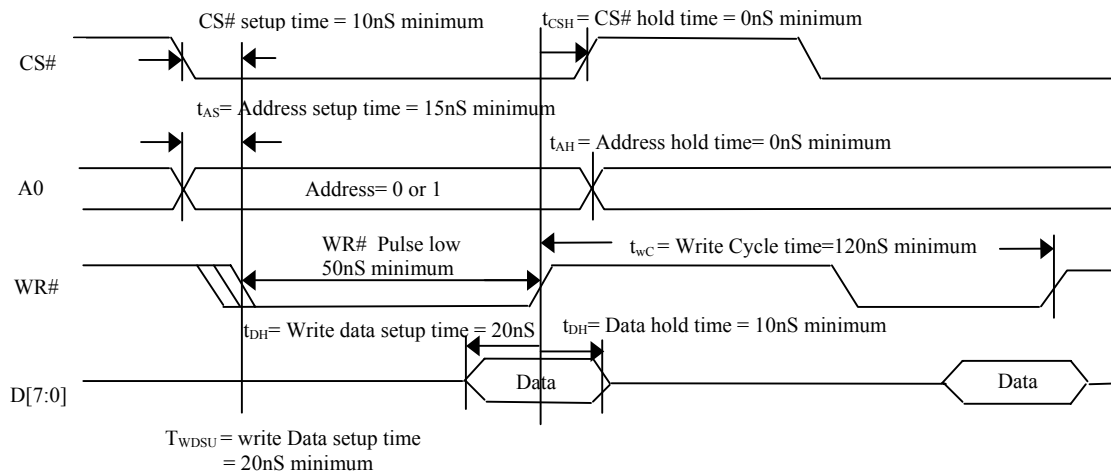 CS# setup time = 10nS minimum
tCSH = CS# hold time = 0nS minimum
CS#
tAS= Address setup time = 15nS minimum
tAH = Address hold time= 0nS minimum
A0
Address= 0 or 1
WR# Pulse low
50nS minimum
twC = Write Cycle time=120nS minimum
WR#
tDH= Write data setup time = 20nS
tDH= Data hold time = 10nS minimum
Data
Data
D[7:0]
TWDSU = write Data setup time
= 20nS minimum